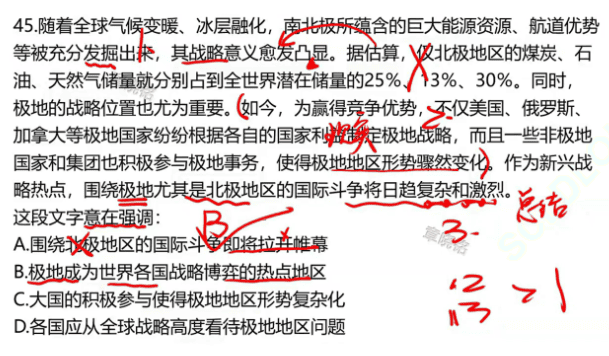 45.随着全球气候变暖、冰层融化，南北极所蕴含的巨大能源资源、航道优势
等被充分发掘出来，其战略意义愈发凸显。据估算，仅北极地区的煤炭、石
油、天然气储量就分别占到全世界潜在储量的25%、13%、30%。同时，
极地的战略位置也尤为重要。如今，为赢得竞争优势，不仅美国、俄罗斯、
加拿大等极地国家纷纷根据各自的国家利益制定极地战略，而且一些非极地
国家和集团也积极参与极地事务，使得极地地区形势骤然变化。作为新兴战
略热点，围绕极地尤其是北极地区的国际斗争将日趋复杂和激烈。
总结
这段文字意在强调：
B
3.
A.围绕北极地区的国际斗争即将拉开帷幕
B.极地成为世界各国战略博弈的热点地区
C.大国的积极参与使得极地地区形势复杂化
D.各国应从全球战略高度看待极地地区问题